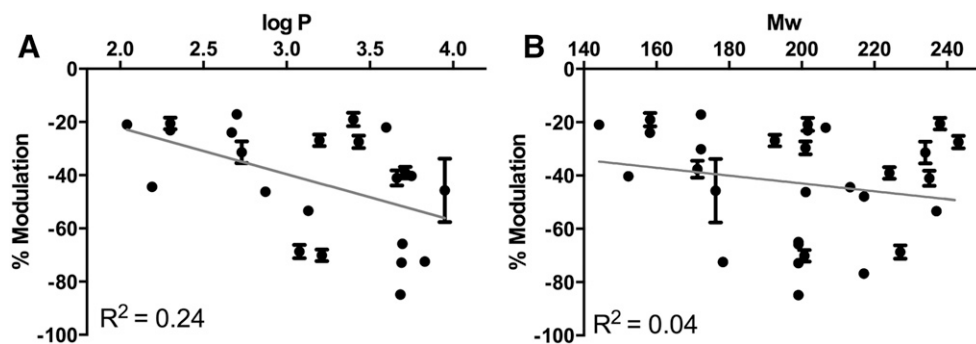 A
log P
2.0 2.5 3.0 3.5 4.0
0
-20
-40
-60
-80
-100
% Modulation
R² = 0.24
B
Mw
140 160 180 200 220 240
0
-20
-40
-60
-80
-100
% Modulation
R² = 0.04